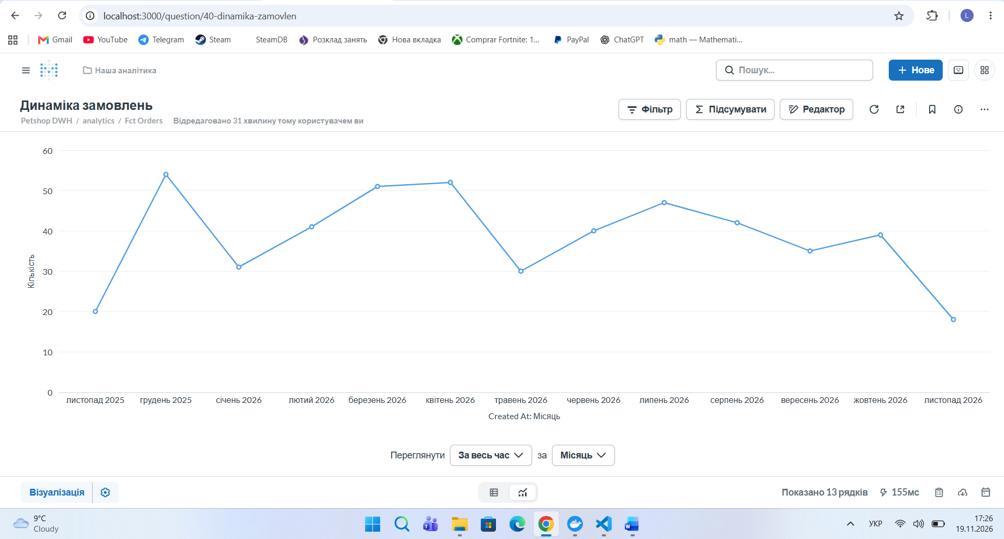 localhost:3000/question/40-dinamika-zamovlen
L
Gmail YouTube Telegram Steam SteamDB Розклад занять Нова вкладка Comprar Fortnite: 1... PayPal ChatGPT math — Mathemati...
Наша аналітика Пошук... + Нове
Динаміка замовлень
Petshop DWH / analytics / Fct Orders Відредаговано 31 хвилину тому користувачем ви
Фільтр Підсумувати Редактор
60
50
40
30
20
10
0
Кількість
листопад 2025 грудень 2025 січень 2026 лютий 2026 березень 2026 квітень 2026 травень 2026 червень 2026 липень 2026 серпень 2026 вересень 2026 жовтень 2026 листопад 2026
Created At: Місяць
Переглянути За весь час за Місяць
Візуалізація Показано 13 рядків 155мс
9°C
Cloudy
УКР
17:26
19.11.2026